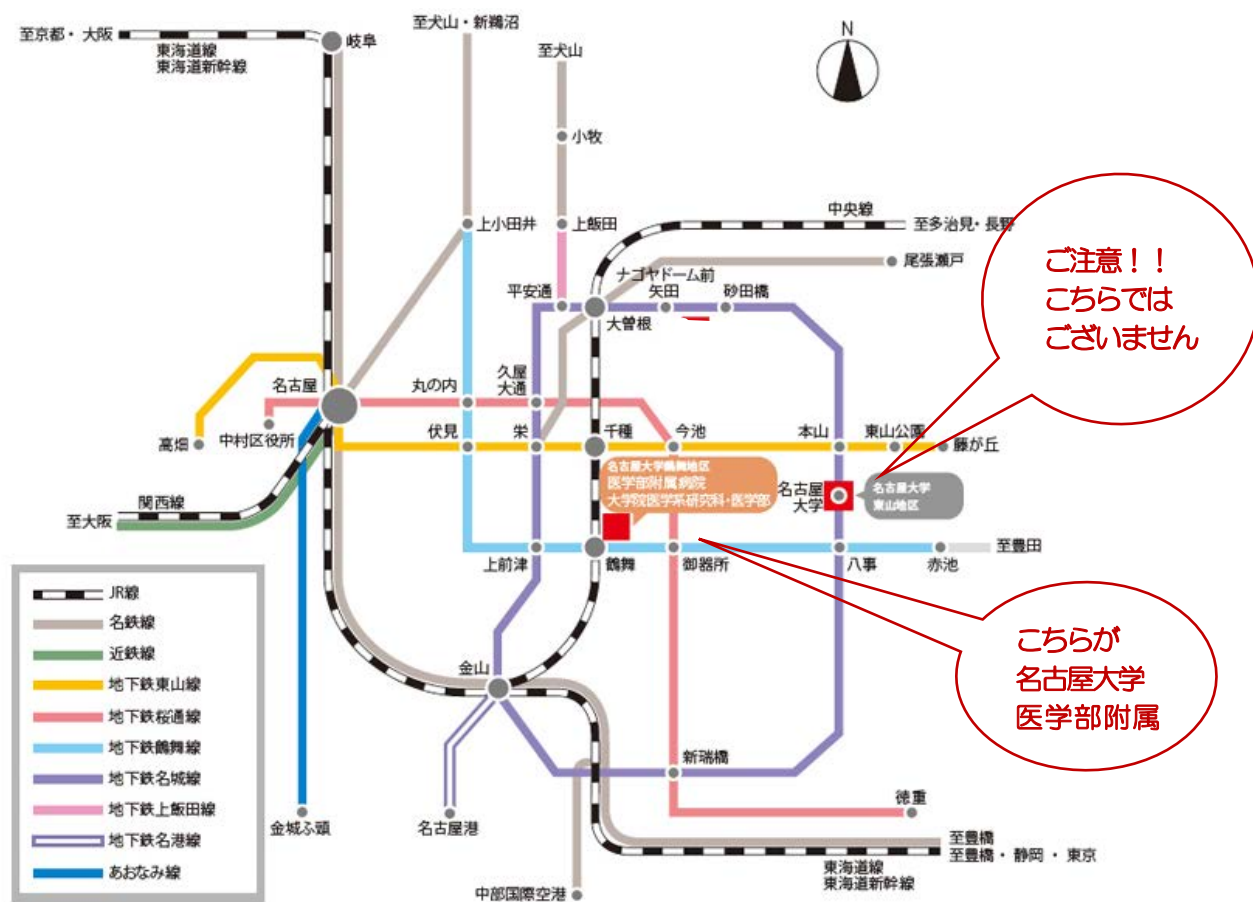 至犬山・新鵜沼
至京都・大阪
東海道線
東海道新幹線
岐阜
至犬山
N
小牧
上小田井
上飯田
中央線
至多治見・長野
尾張瀬戸
ナゴヤドーム前
矢田
砂田橋
平安通
大曽根
ご注意！！
こちらでは
ございません
名古屋
丸の内
久屋
大通
高畑
中村区役所
伏見
栄
千種
今池
本山
東山公園
藤が丘
名古屋大学鶴舞地区
医学部附属病院
大学院医学系研究科・医学部
名古屋
大学
名古屋大学
東山地区
関西線
至大阪
上前津
鶴舞
御器所
八事
赤池
至豊田
JR線
名鉄線
近鉄線
地下鉄東山線
地下鉄桜通線
地下鉄鶴舞線
地下鉄名城線
地下鉄上飯田線
地下鉄名港線
あおなみ線
こちらが
名古屋大学
医学部附属
金山
新瑞橋
徳重
金城ふ頭
名古屋港
至豊橋
至豊橋・静岡・東京
東海道線
東海道新幹線
中部国際空港